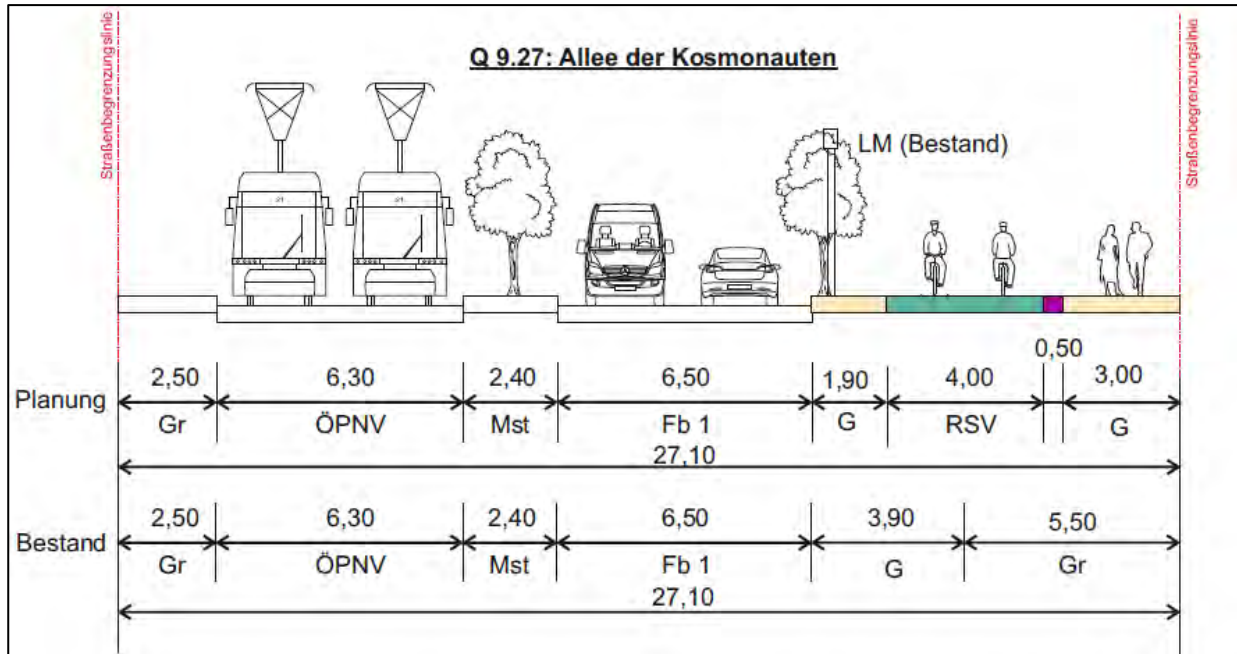 Q 9.27: Allee der Kosmonauten
Straßenbegrenzungslinie
Straßenbegrenzungslinie
LM (Bestand)
Planung
2,50 6,30 2,40 6,50 1,90 4,00 0,50 3,00
Gr ÖPNV Mst Fb 1 G RSV G
27,10
Bestand
2,50 6,30 2,40 6,50 3,90 5,50
Gr ÖPNV Mst Fb 1 G Gr
27,10